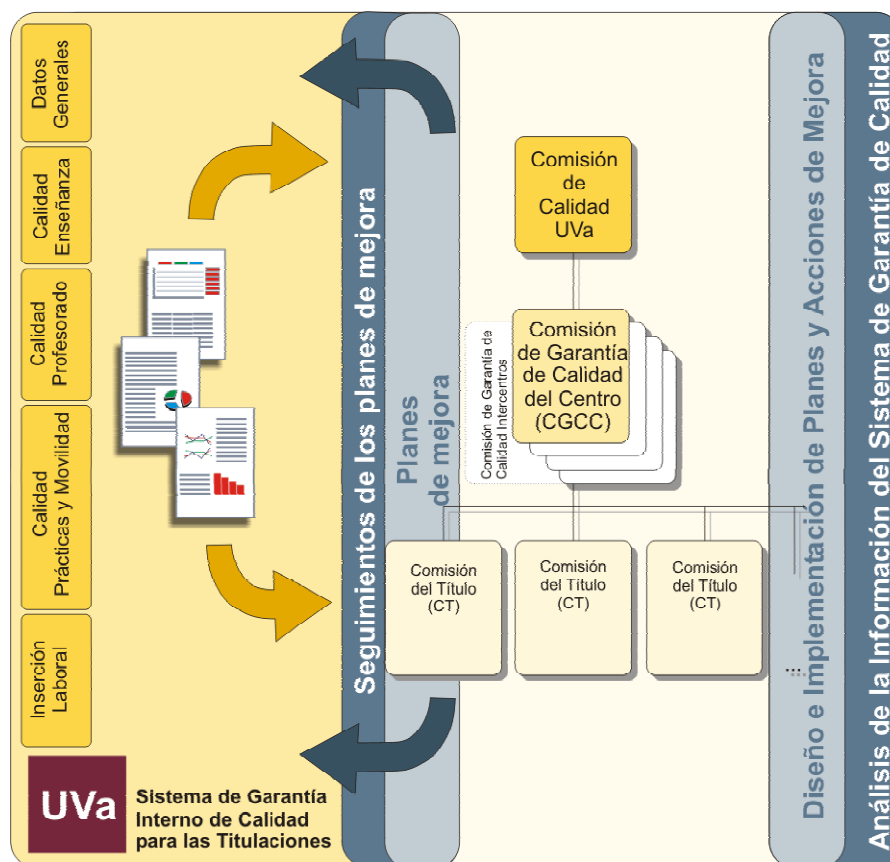 Datos
Generales
Calidad
Enseñanza
Calidad
Profesorado
Calidad
Prácticas y Movilidad
Inserción
Laboral
UVa
Sistema de Garantía
Interno de Calidad
para las Titulaciones
Seguimientos de los planes de mejora
Planes
de mejora
Comisión
de
Calidad
UVa
Comisión de Garantía de
Calidad Intercentros
Comisión
de Garantía
de Calidad
del Centro
(CGCC)
Comisión
del Título
(CT)
Comisión
del Título
(CT)
Comisión
del Título
(CT)
...
Diseño e Implementación de Planes y Acciones de Mejora
Análisis de la Información del Sistema de Garantía de Calidad